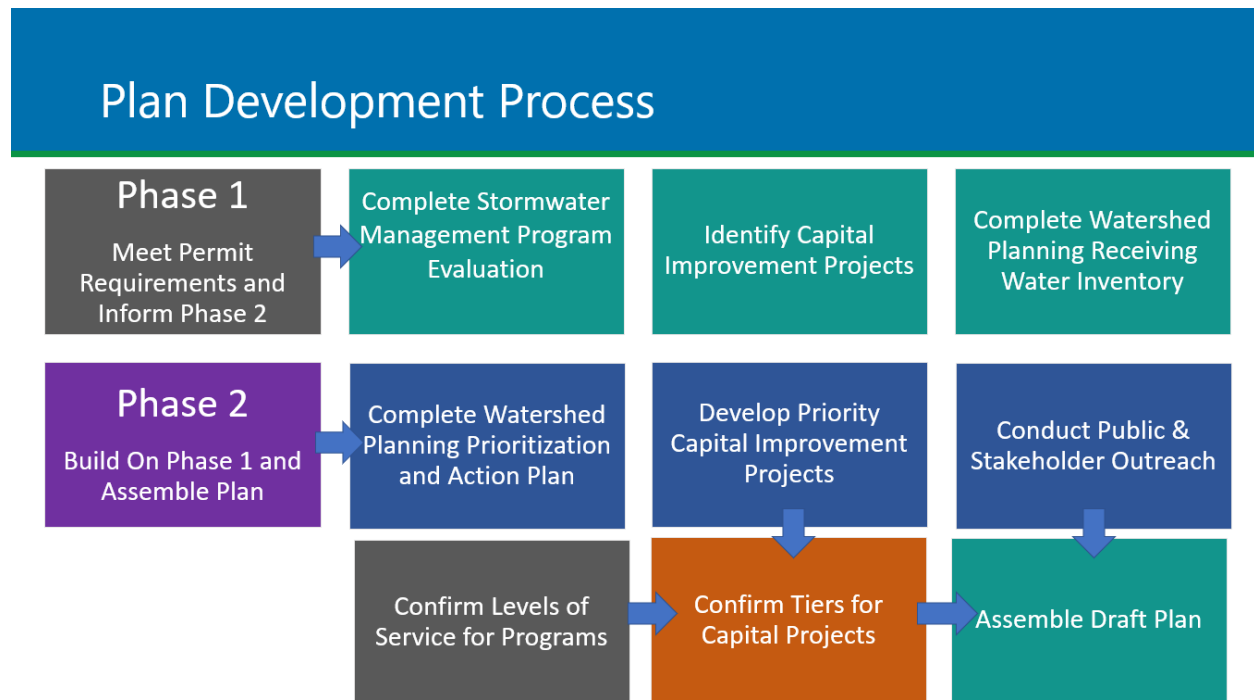 Plan Development Process
Phase 1
Meet Permit
Requirements and
Inform Phase 2
Complete Stormwater
Management Program
Evaluation
Identify Capital
Improvement Projects
Complete Watershed
Planning Receiving
Water Inventory
Phase 2
Build On Phase 1 and
Assemble Plan
Complete Watershed
Planning Prioritization
and Action Plan
Develop Priority
Capital Improvement
Projects
Conduct Public &
Stakeholder Outreach
Confirm Levels of
Service for Programs
Confirm Tiers for
Capital Projects
Assemble Draft Plan